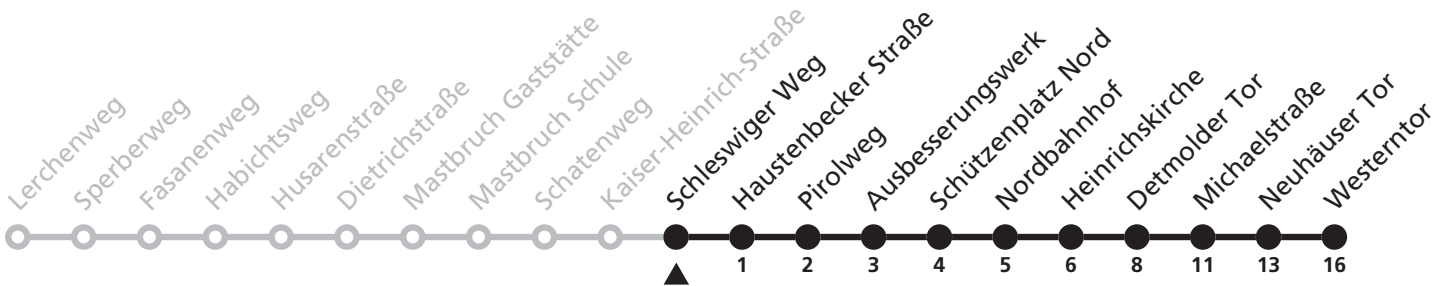 Lerchenweg
Sperberweg
Fasanenweg
Habichtsweg
Husarenstraße
Dietrichstraße
Mastbruch Gaststätte
Mastbruch Schule
Schatenweg
Kaiser-Heinrich-Straße
Schleswiger Weg
Haustenbecker Straße
Pirolweg
Ausbesserungswerk
Schützenplatz Nord
Nordbahnhof
Heinrichskirche
Detmolder Tor
Michaelstraße
Neuhäuser Tor
Westerntor
1 2 3 4 5 6 8 11 13 16